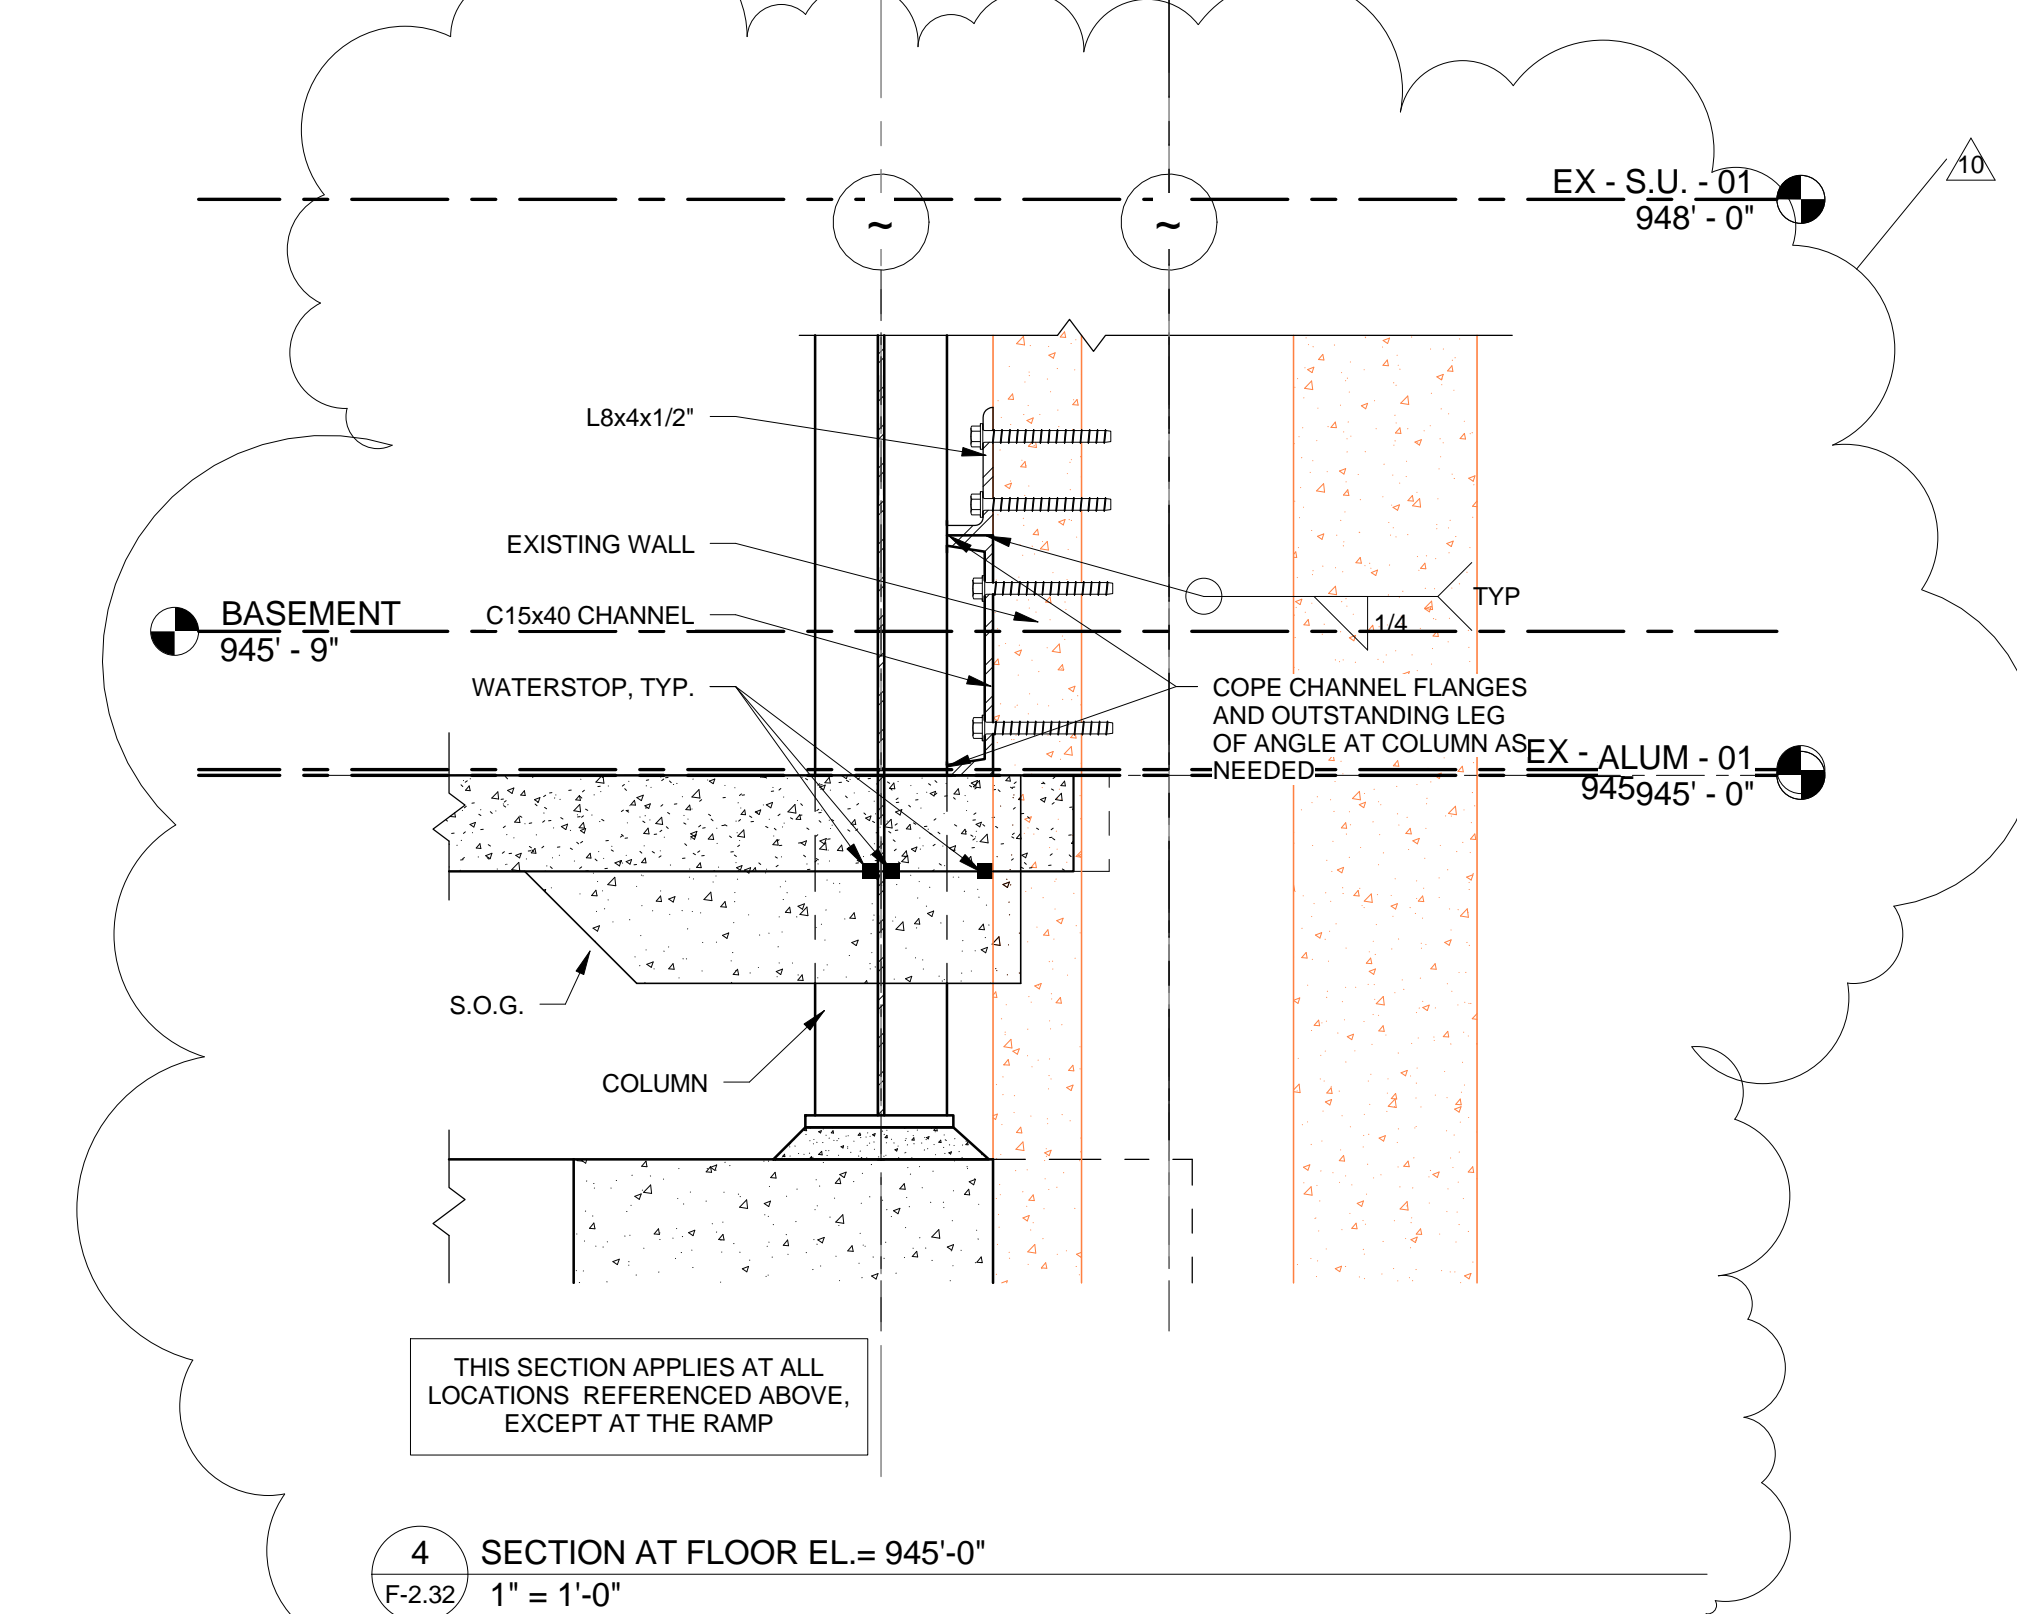 10
EX - S.U. - 01
948' - 0"
~
~
L8x4x1/2"
EXISTING WALL
TYP
1/4
BASEMENT
945' - 9"
C15x40 CHANNEL
WATERSTOP, TYP.
COPE CHANNEL FLANGES
AND OUTSTANDING LEG
OF ANGLE AT COLUMN AS
NEEDED
EX - ALUM - 01
945
945' - 0"
S.O.G.
COLUMN
THIS SECTION APPLIES AT ALL
LOCATIONS REFERENCED ABOVE,
EXCEPT AT THE RAMP
4
SECTION AT FLOOR EL.= 945'-0"
F-2.32
1" = 1'-0"